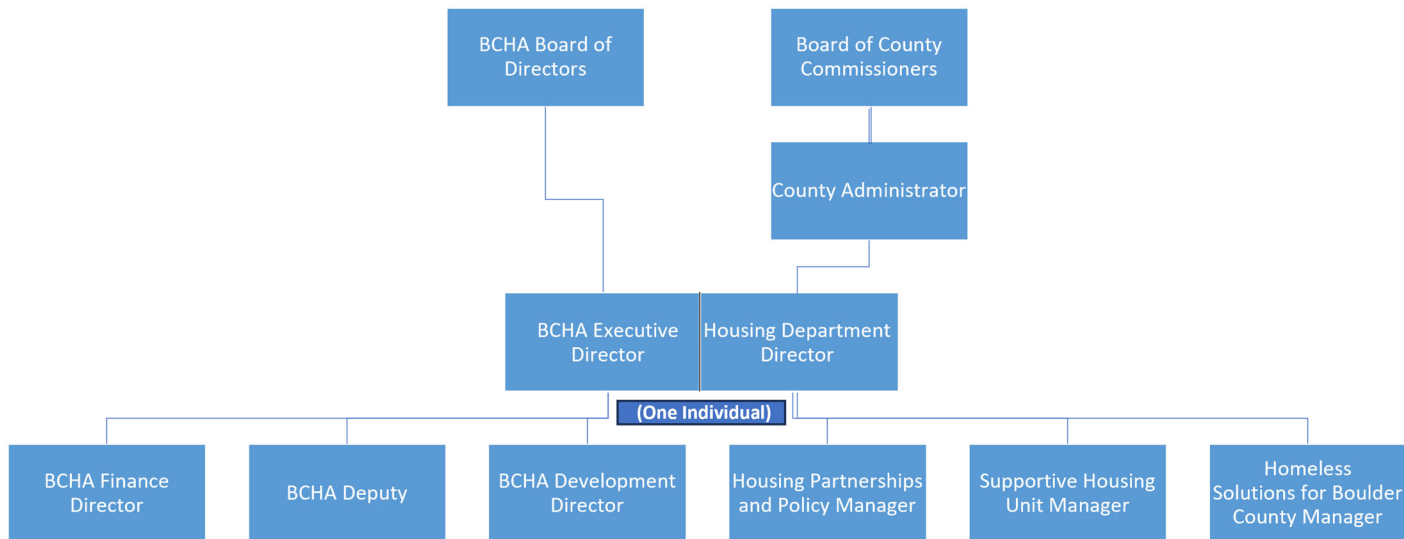 BCHA Board of
Directors
Board of County
Commissioners
County Administrator
BCHA Executive
Director
Housing Department
Director
(One Individual)
BCHA Finance
Director
BCHA Deputy
BCHA Development
Director
Housing Partnerships
and Policy Manager
Supportive Housing
Unit Manager
Homeless
Solutions for Boulder
County Manager